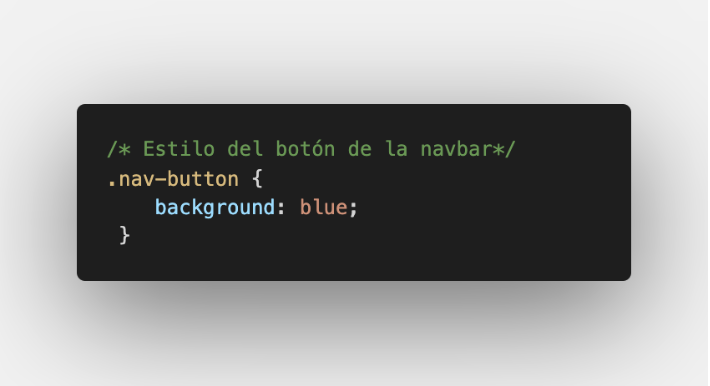 /* Estilo del botón de la navbar*/
.nav-button {
    background: blue;
 }